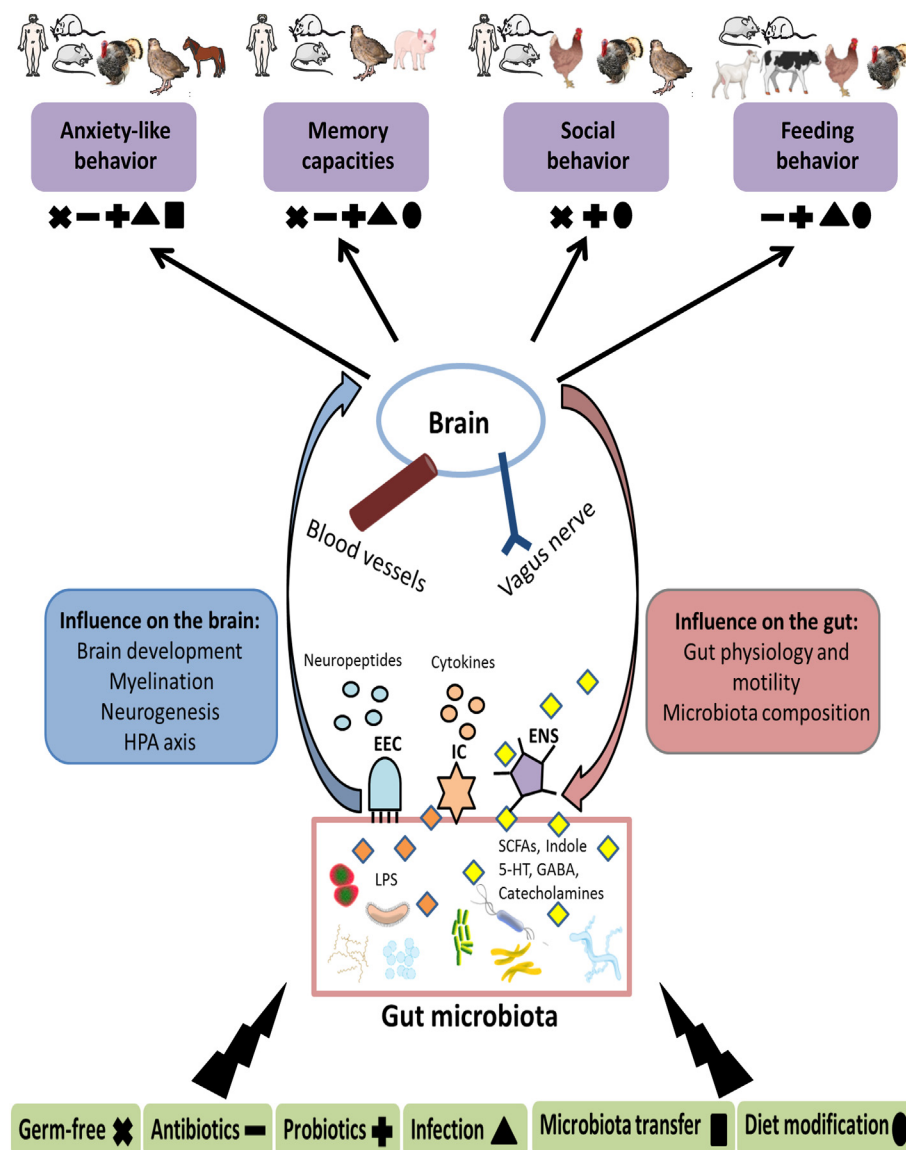 Anxiety-like
behavior
Memory
capacities
Social
behavior
Feeding
behavior
Brain
Blood vessels
Vagus nerve
Influence on the brain:
Brain development
Myelination
Neurogenesis
HPA axis
Influence on the gut:
Gut physiology and
motility
Microbiota composition
Neuropeptides
Cytokines
EEC
IC
ENS
LPS
SCFAs, Indole
5-HT, GABA,
Catecholamines
Gut microbiota
Germ-free
Antibiotics
Probiotics
Infection
Microbiota transfer
Diet modification